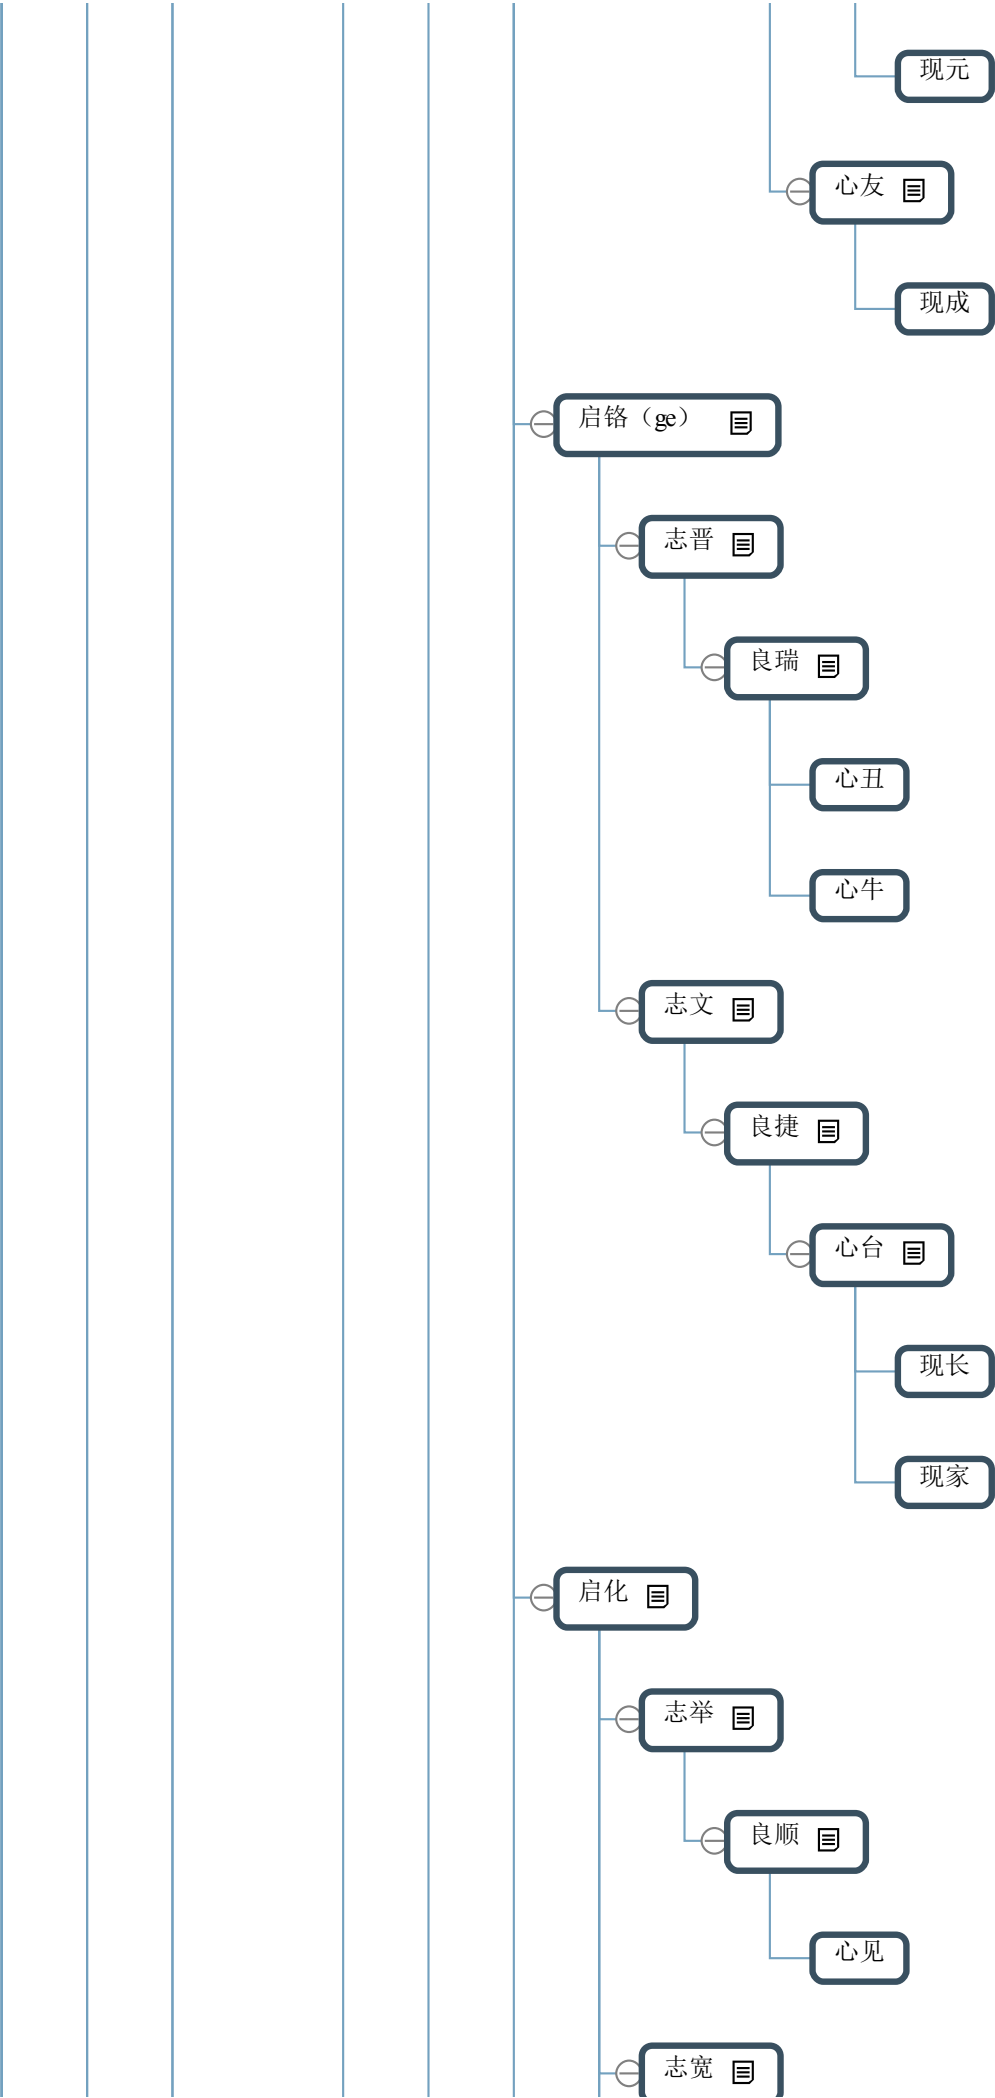 现元
心友
现成
启铬（ge）
志晋
良瑞
心丑
心牛
志文
良捷
心台
现长
现家
启化
志举
良顺
心见
志宽